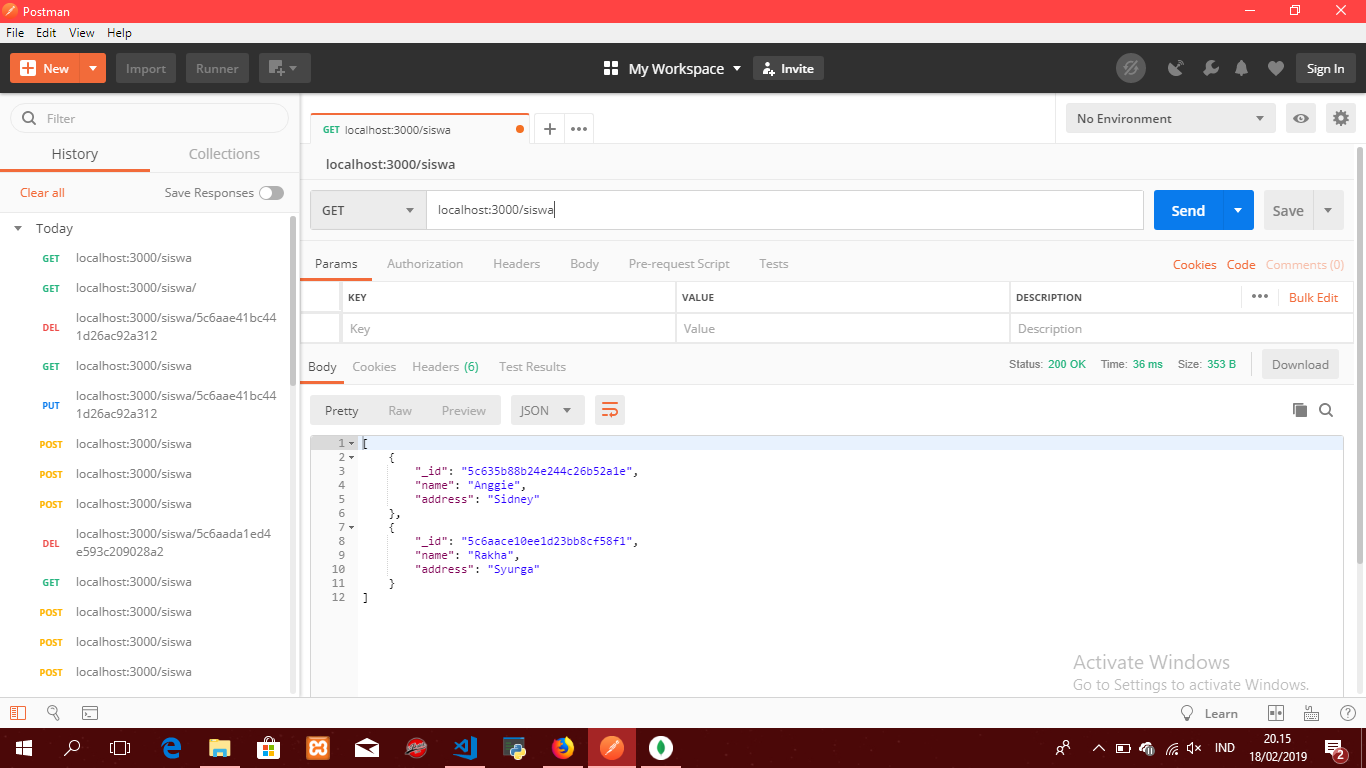 Postman
File Edit View Help
New Import Runner My Workspace Invite Sign In
Filter
History Collections
Clear all Save Responses
Today
GET localhost:3000/siswa
GET localhost:3000/siswa/
DEL localhost:3000/siswa/5c6aae41bc44
1d26ac92a312
GET localhost:3000/siswa
PUT localhost:3000/siswa/5c6aae41bc44
1d26ac92a312
POST localhost:3000/siswa
POST localhost:3000/siswa
POST localhost:3000/siswa
DEL localhost:3000/siswa/5c6aada1ed4
e593c209028a2
GET localhost:3000/siswa
POST localhost:3000/siswa
POST localhost:3000/siswa
POST localhost:3000/siswa
GET localhost:3000/siswa
No Environment
localhost:3000/siswa
GET localhost:3000/siswa Send Save
Params Authorization Headers Body Pre-request Script Tests Cookies Code Comments (0)
KEY VALUE DESCRIPTION ••• Bulk Edit
Key Value Description
Body Cookies Headers (6) Test Results Status: 200 OK Time: 36 ms Size: 353 B Download
Pretty Raw Preview JSON
1 [
2 {
3 "_id": "5c635b88b24e244c26b52a1e",
4 "name": "Anggie",
5 "address": "Sidney"
6 },
7 {
8 "_id": "5c6aace10ee1d23bb8cf58f1",
9 "name": "Rakha",
10 "address": "Syurga"
11 }
12 ]
Activate Windows
Go to Settings to activate Windows.
Learn
IND
20.15
18/02/2019
2